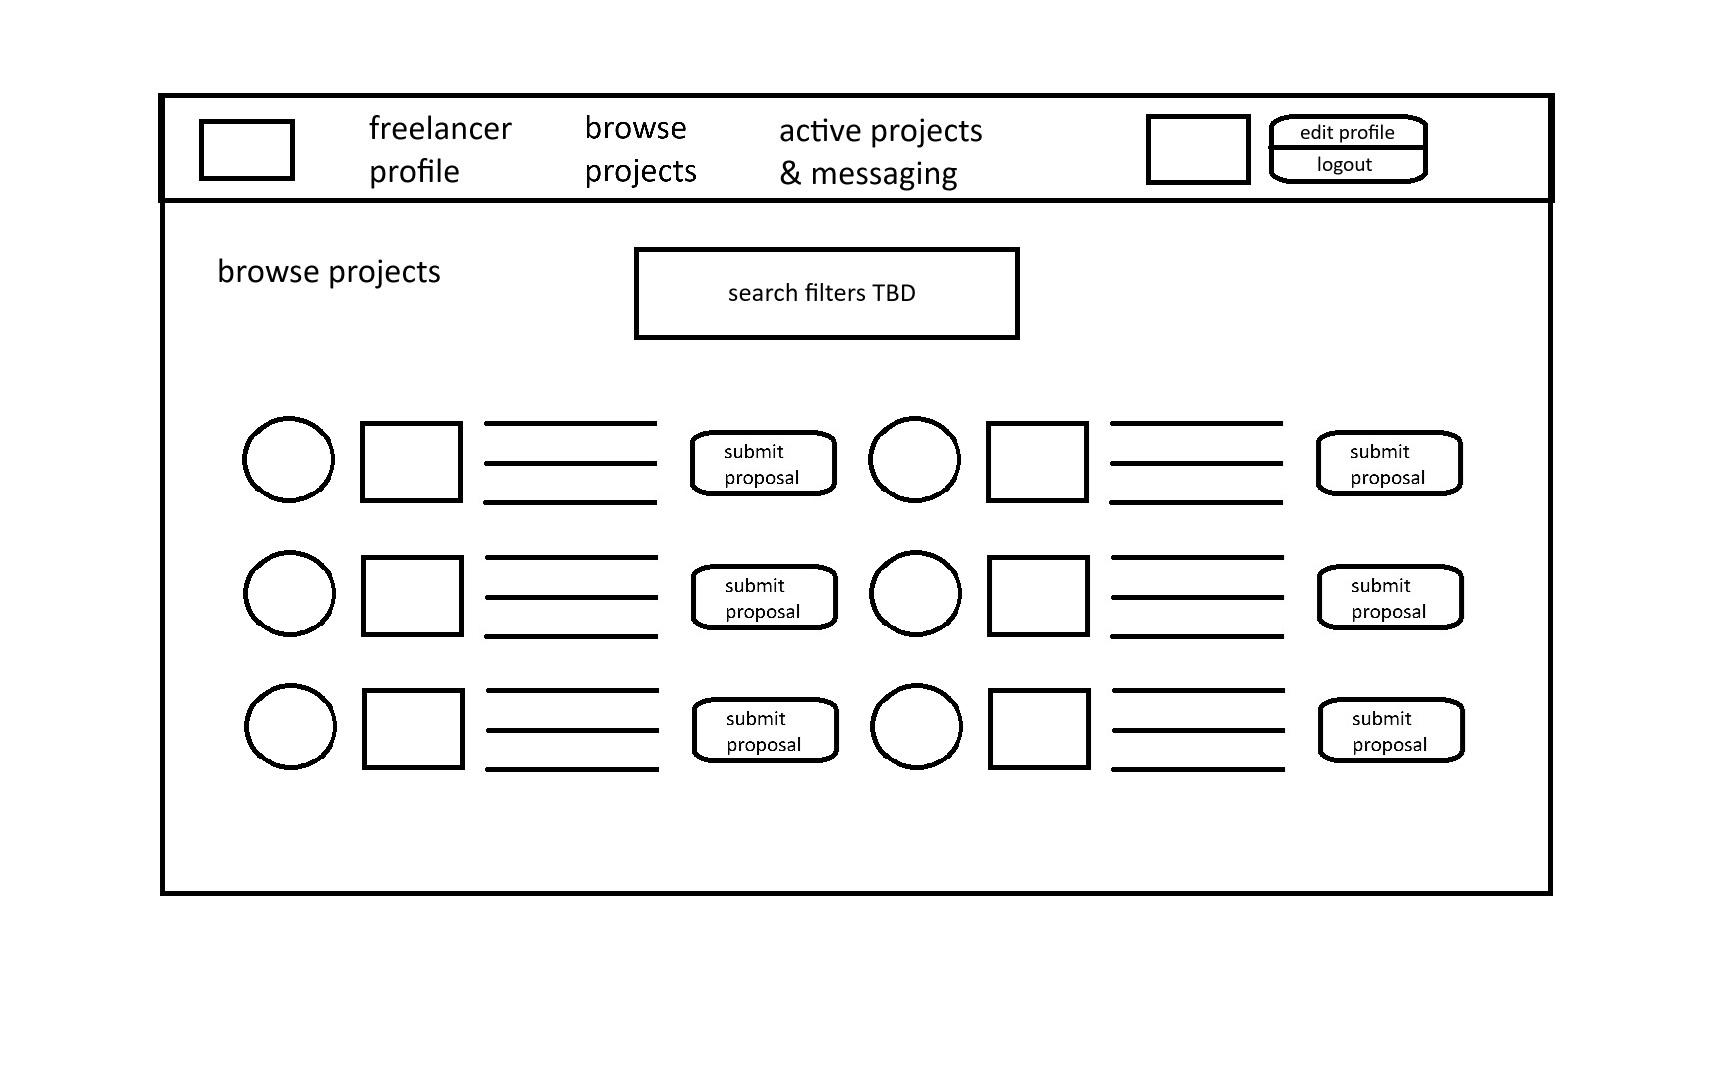 freelancer
profile
browse
projects
active projects
& messaging
edit profile
logout
browse projects
search filters TBD
submit
proposal
submit
proposal
submit
proposal
submit
proposal
submit
proposal
submit
proposal